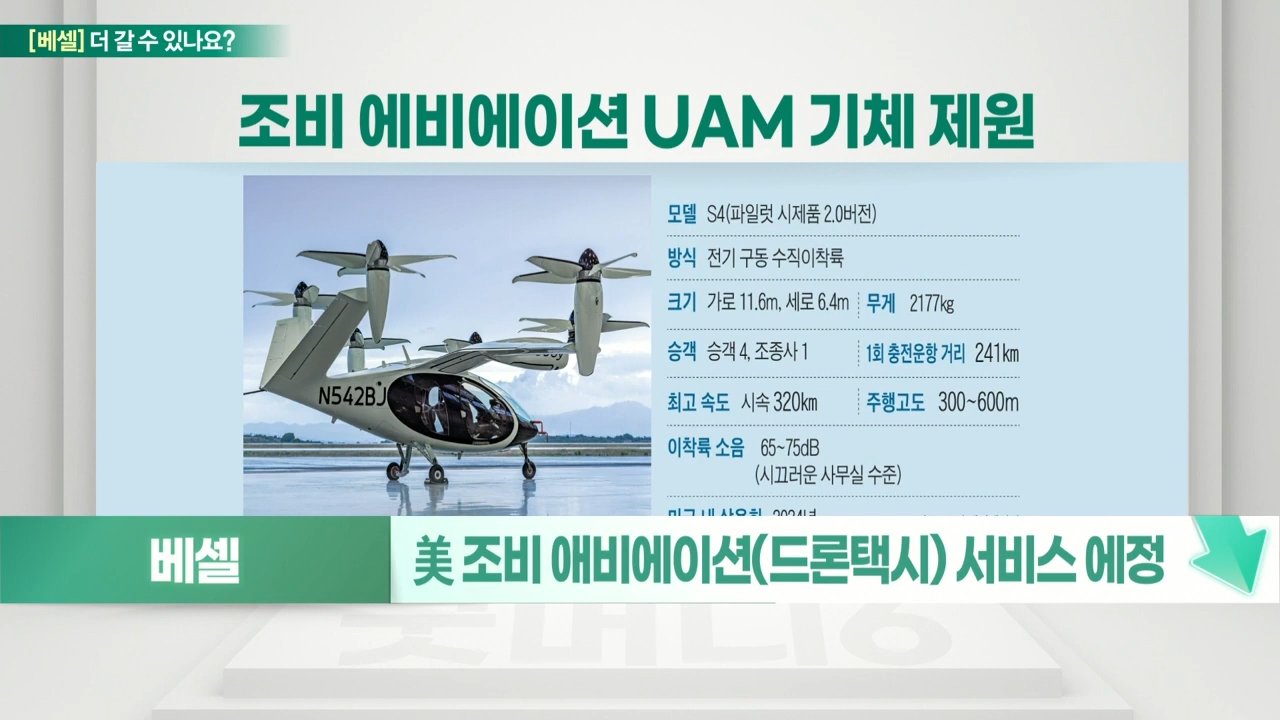 [베셀] 더 갈 수 있나요?
조비 에비에이션 UAM 기체 제원
모델 S4(파일럿 시제품 2.0버전)
방식 전기 구동 수직이착륙
크기 가로 11.6m, 세로 6.4m 무게 2177kg
승객 승객 4, 조종사 1 1회 충전운항 거리 241km
최고 속도 시속 320km 주행고도 300~600m
이착륙 소음 65~75dB
(시끄러운 사무실 수준)
N542BJ
베셀
美 조비 애비에이션(드론택시) 서비스 에정